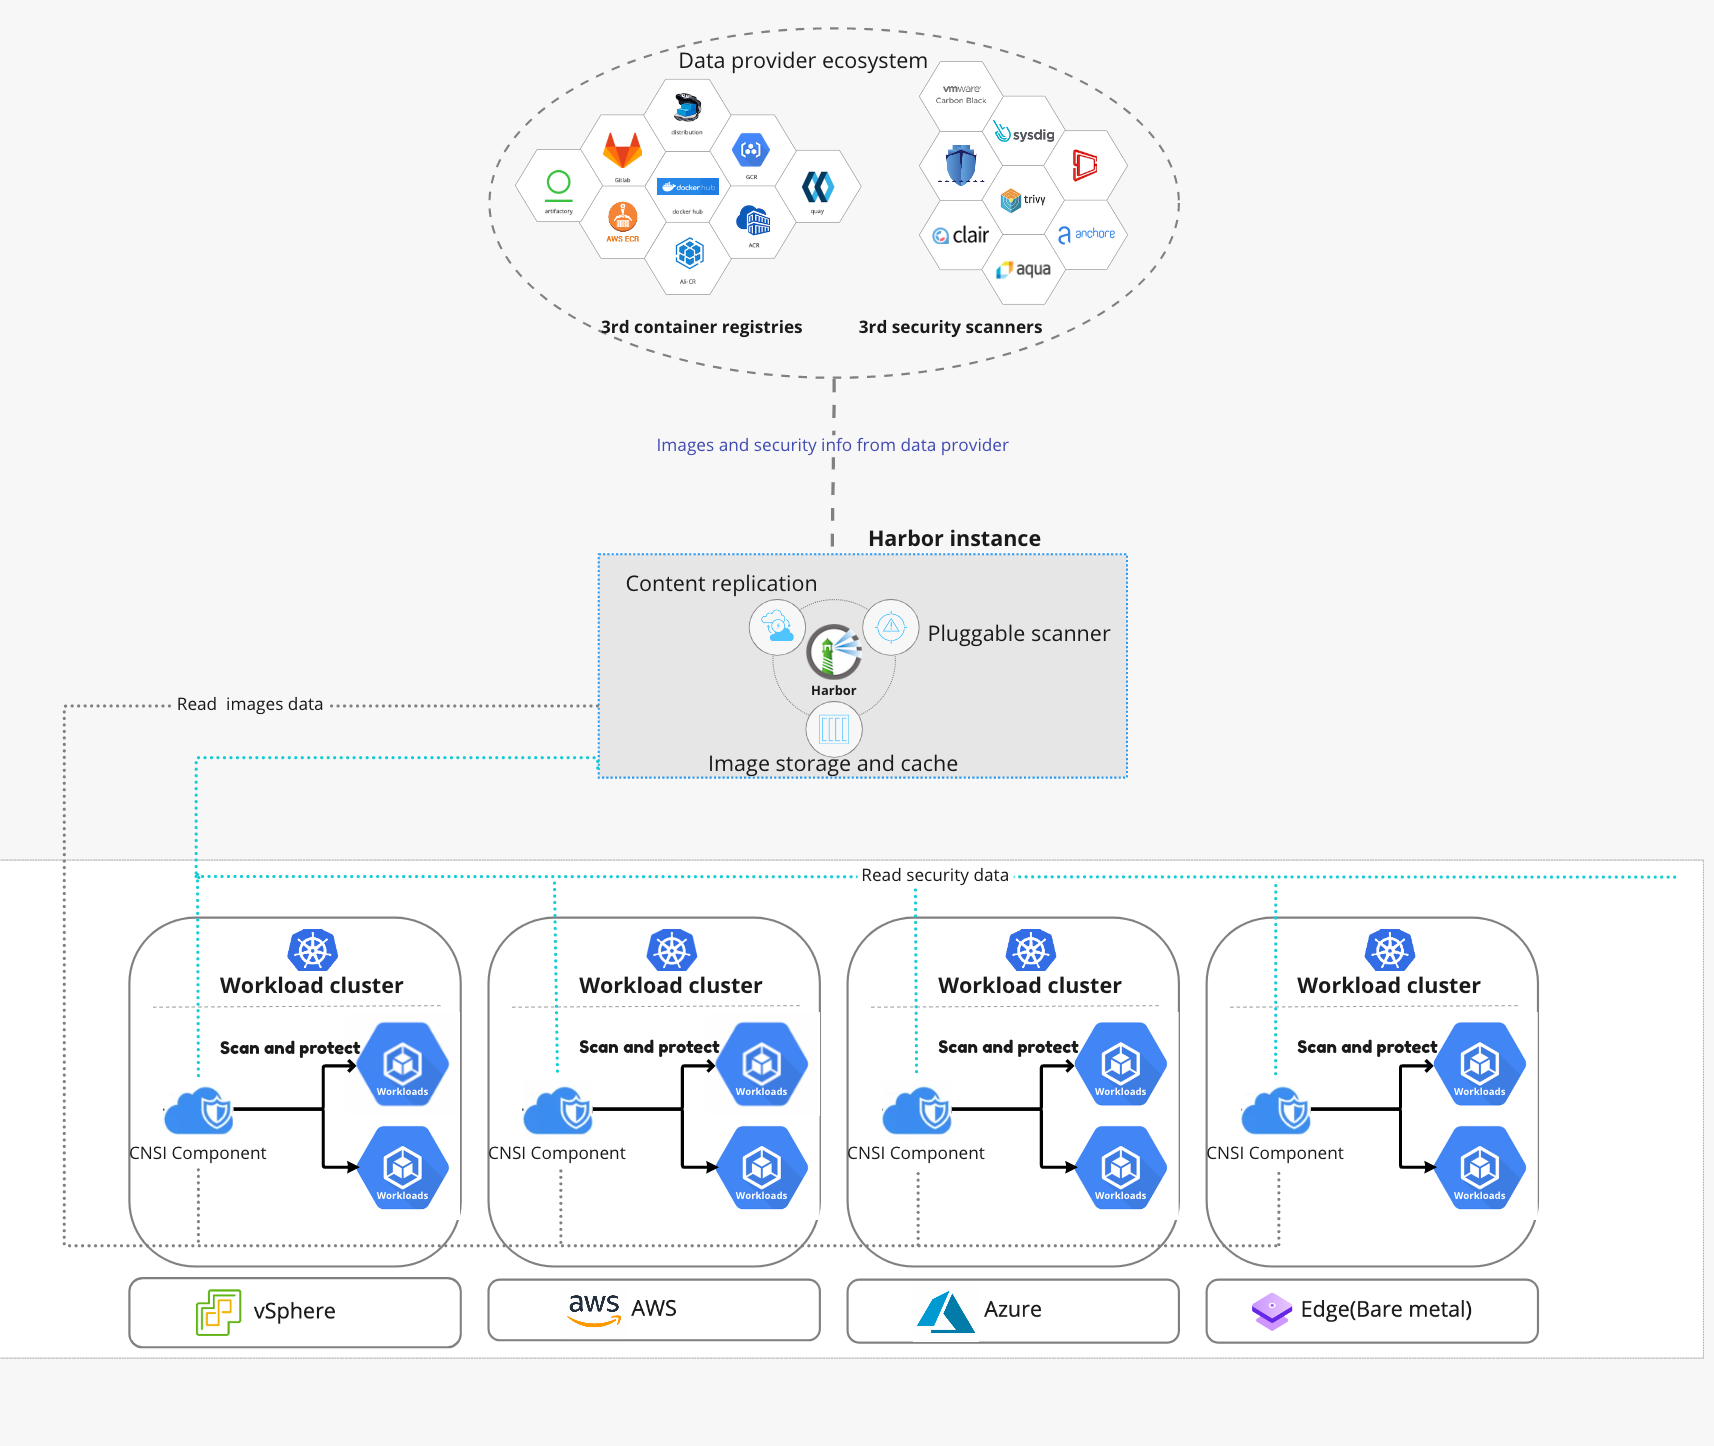 Data provider ecosystem
vmware
Carbon Black
distribution
sysdig
Gitlab
GCR
artifactory
dockerhub
docker hub
quay
trivy
AWS ECR
ACR
clair
anchore
Ali-CR
aqua
3rd container registries
3rd security scanners
Images and security info from data provider
Harbor instance
Content replication
Pluggable scanner
Harbor
Read images data
Image storage and cache
Read security data
Workload cluster
Workload cluster
Workload cluster
Workload cluster
Scan and protect
Workloads
CNSI Component
Workloads
Scan and protect
Workloads
CNSI Component
Workloads
Scan and protect
Workloads
CNSI Component
Workloads
Scan and protect
Workloads
CNSI Component
Workloads
vSphere
aws AWS
Azure
Edge(Bare metal)